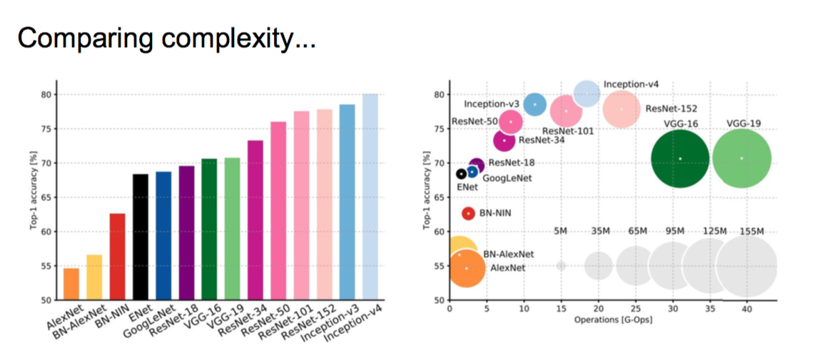 Comparing complexity...
80
75
70
65
60
55
50
Top-1 accuracy [%]
AlexNet
BN-AlexNet
BN-NIN
ENet
GoogLeNet
ResNet-18
VGG-16
VGG-19
ResNet-34
ResNet-50
ResNet-101
ResNet-152
Inception-v3
Inception-v4
80
75
70
65
60
55
50
Top-1 accuracy [%]
Inception-v4
Inception-v3
ResNet-152
ResNet-50
ResNet-101
VGG-16
VGG-19
ResNet-34
ResNet-18
GoogLeNet
ENet
BN-NIN
5M 35M 65M 95M 125M 155M
BN-AlexNet
AlexNet
0 5 10 15 20 25 30 35 40
Operations [G-Ops]